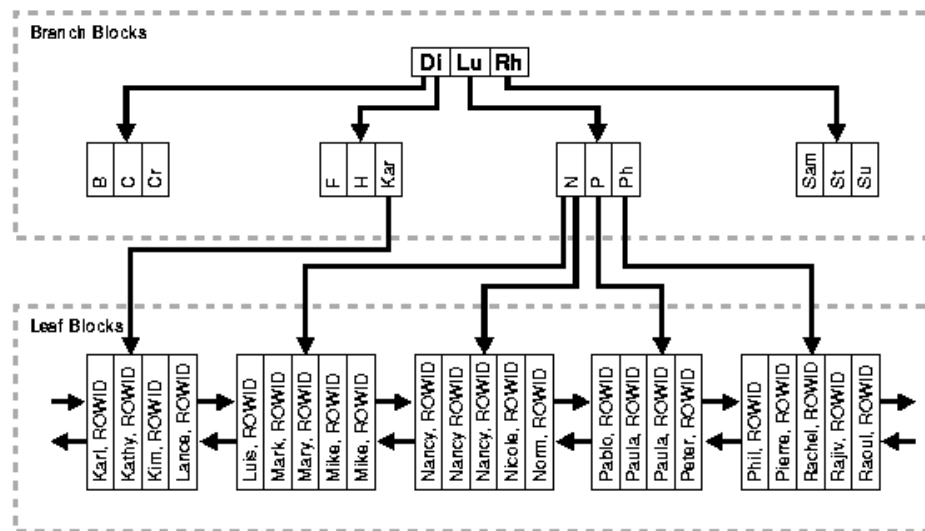 Branch Blocks
Di Lu Rh
B
C
Cr
F
H
Kar
N
P
Ph
Sam
St
Su
Leaf Blocks
Karl, ROWID
Kathy, ROWID
Kim, ROWID
Lance, ROWID
Luis, ROWID
Mark, ROWID
Mary, ROWID
Mike, ROWID
Mike, ROWID
Nancy, ROWID
Nancy ROWID
Nancy, ROWID
Nicole, ROWID
Norm, ROWID
Pablo, ROWID
Paula, ROWID
Paula, ROWID
Peter, ROWID
Phil, ROWID
Pierre, ROWID
Rachel, ROWID
Rajiv, ROWID
Raoul, ROWID